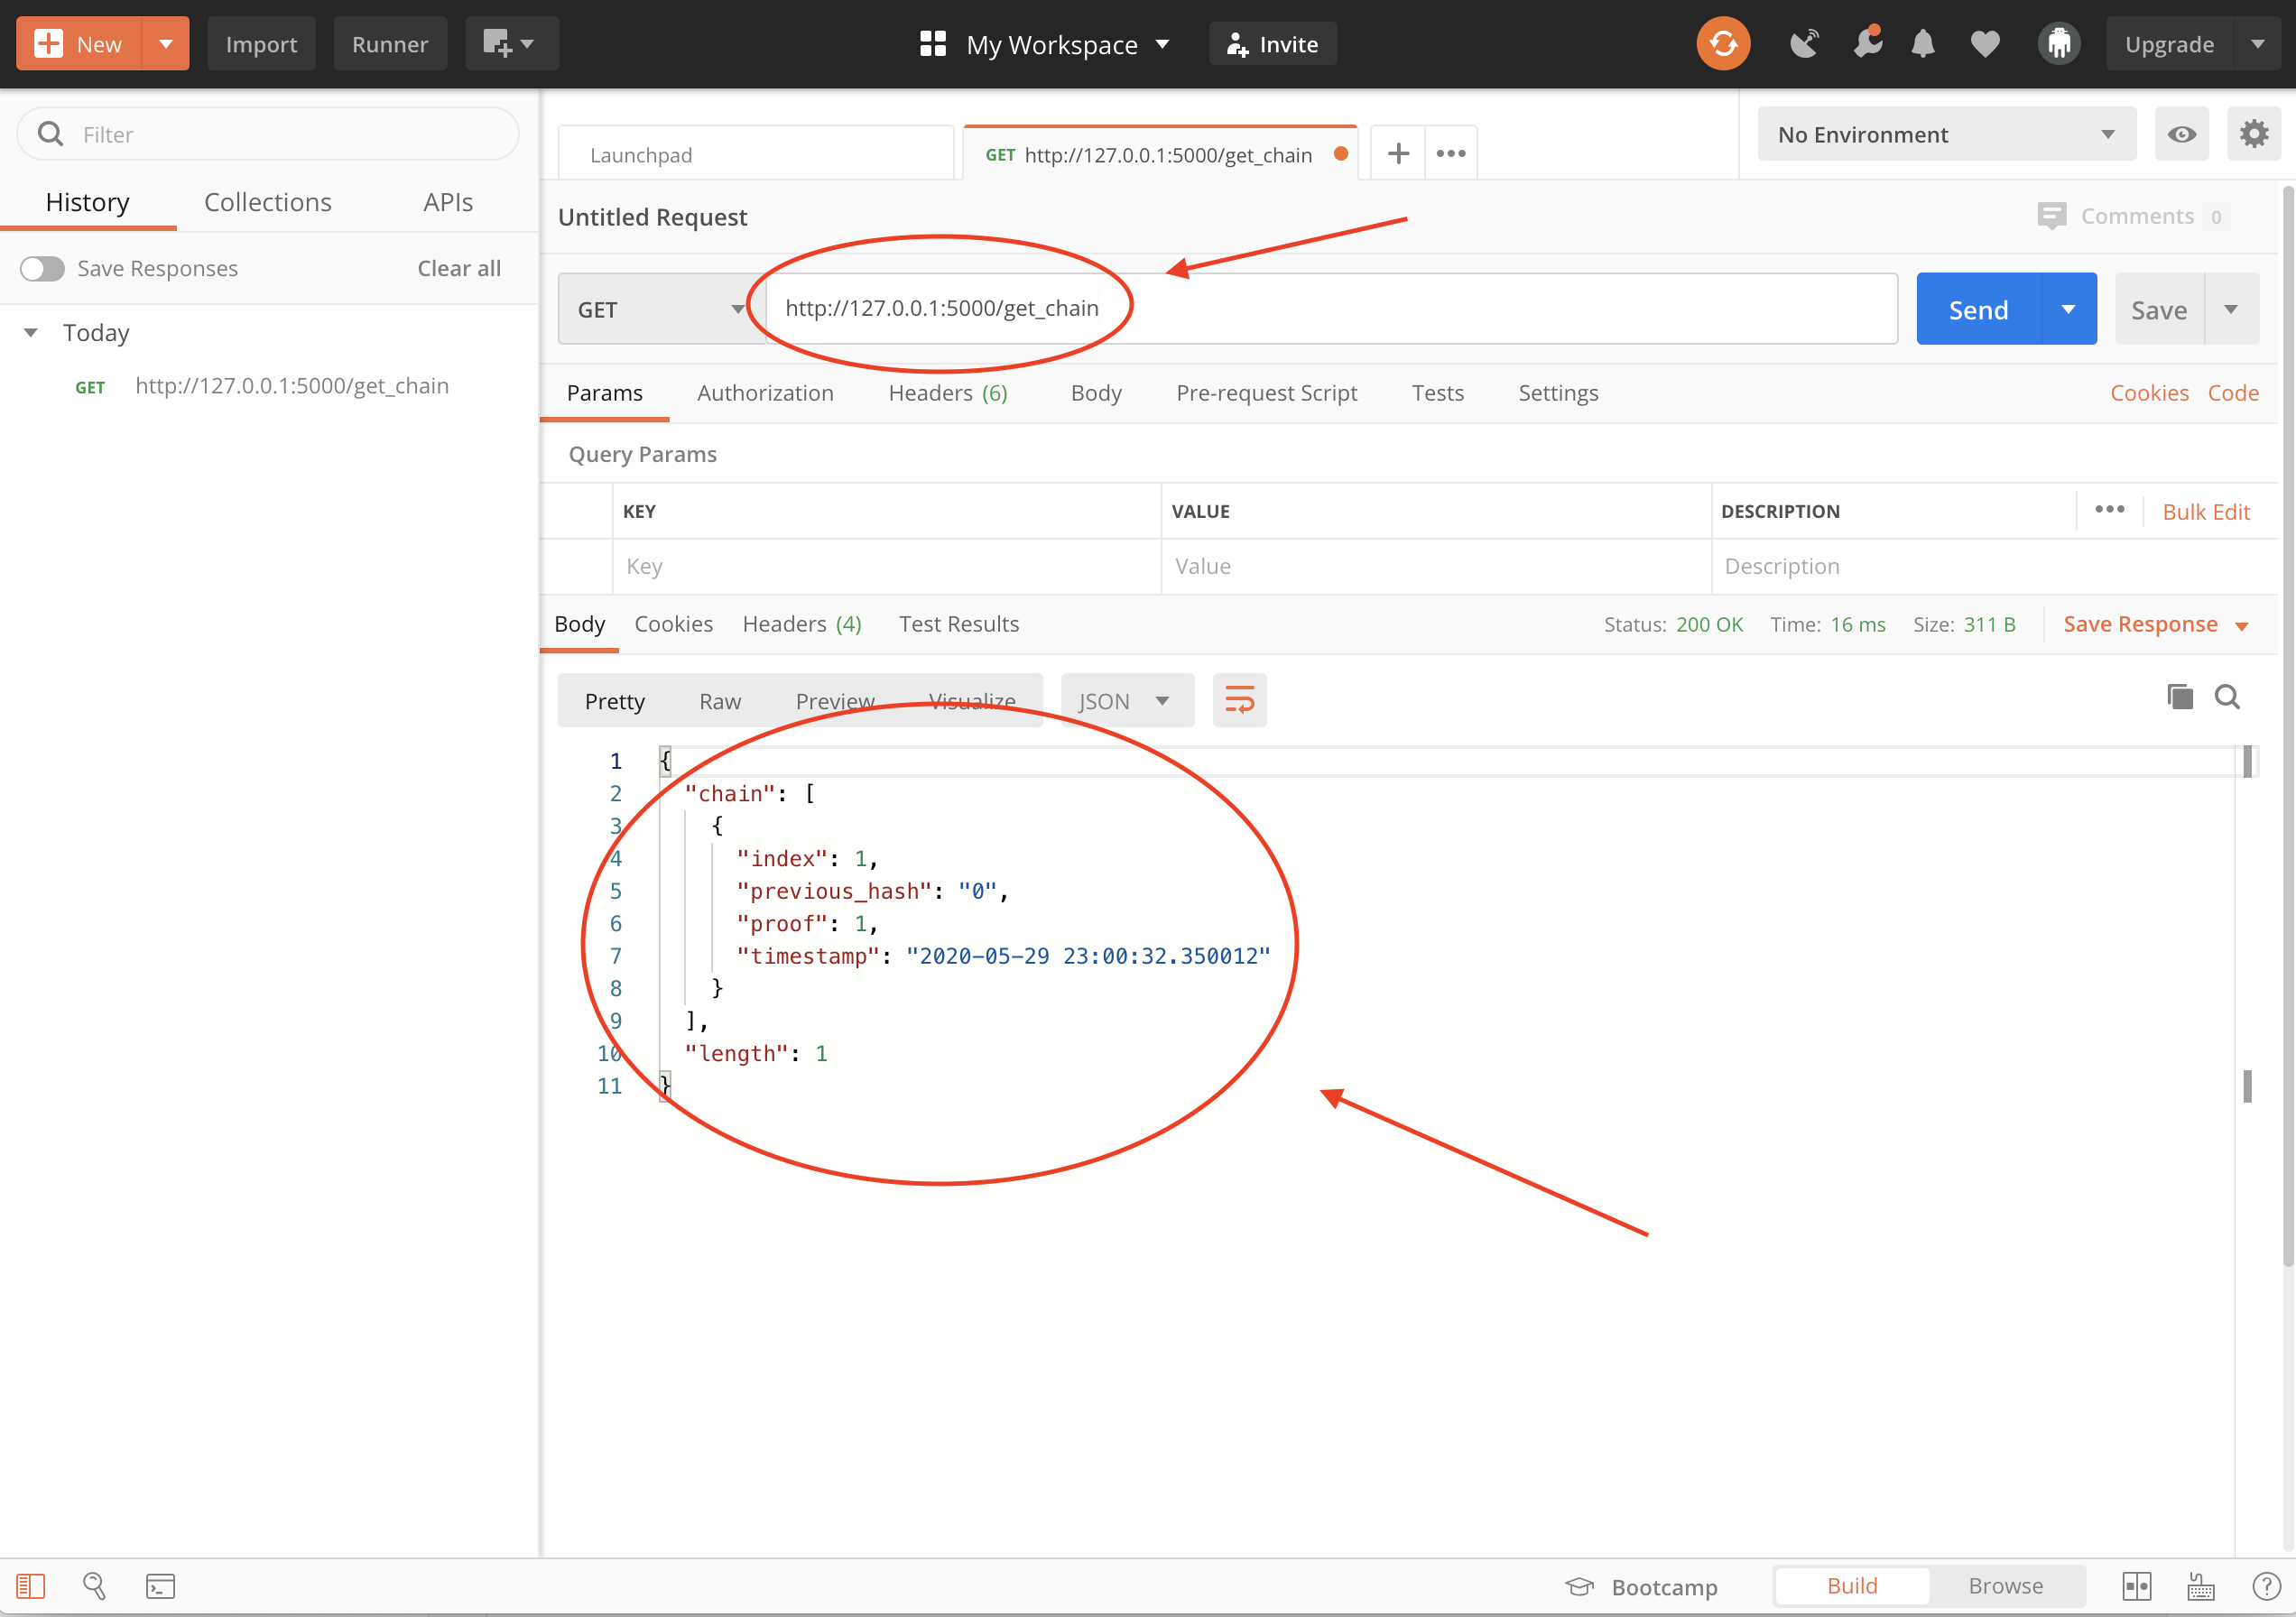 New
Import
Runner
My Workspace
Invite
Upgrade
Filter
Launchpad
GET http://127.0.0.1:5000/get_chain
No Environment
History
Collections
APIs
Untitled Request
Comments 0
Save Responses
Clear all
GET
http://127.0.0.1:5000/get_chain
Send
Save
Today
GET http://127.0.0.1:5000/get_chain
Params
Authorization
Headers (6)
Body
Pre-request Script
Tests
Settings
Cookies
Code
Query Params
KEY
VALUE
DESCRIPTION
Bulk Edit
Key
Value
Description
Body
Cookies
Headers (4)
Test Results
Status: 200 OK
Time: 16 ms
Size: 311 B
Save Response
Pretty
Raw
Preview
Visualize
JSON
1 {
2 "chain": [
3 {
4 "index": 1,
5 "previous_hash": "0",
6 "proof": 1,
7 "timestamp": "2020-05-29 23:00:32.350012"
8 }
9 ],
10 "length": 1
11 }
Bootcamp
Build
Browse